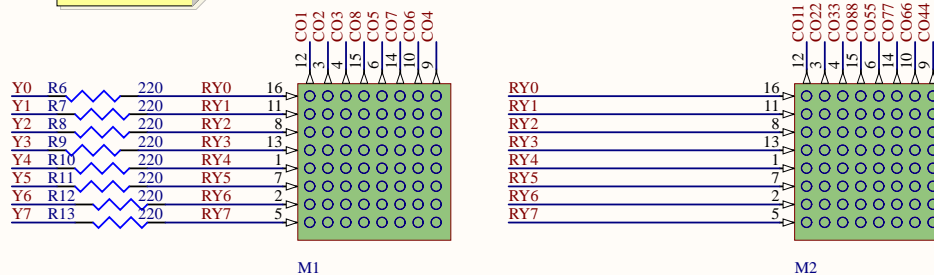 CO1 CO2 CO3 CO8 CO5 CO7 CO6 CO4
12 3 4 15 6 14 10 9
Y0 R6 220 RY0 16
Y1 R7 220 RY1 11
Y2 R8 220 RY2 8
Y3 R9 220 RY3 13
Y4 R10 220 RY4 1
Y5 R11 220 RY5 7
Y6 R12 220 RY6 2
Y7 R13 220 RY7 5
M1
CO11 CO22 CO33 CO88 CO55 CO77 CO66 CO44
12 3 4 15 6 14 10 9
RY0 16
RY1 11
RY2 8
RY3 13
RY4 1
RY5 7
RY6 2
RY7 5
M2